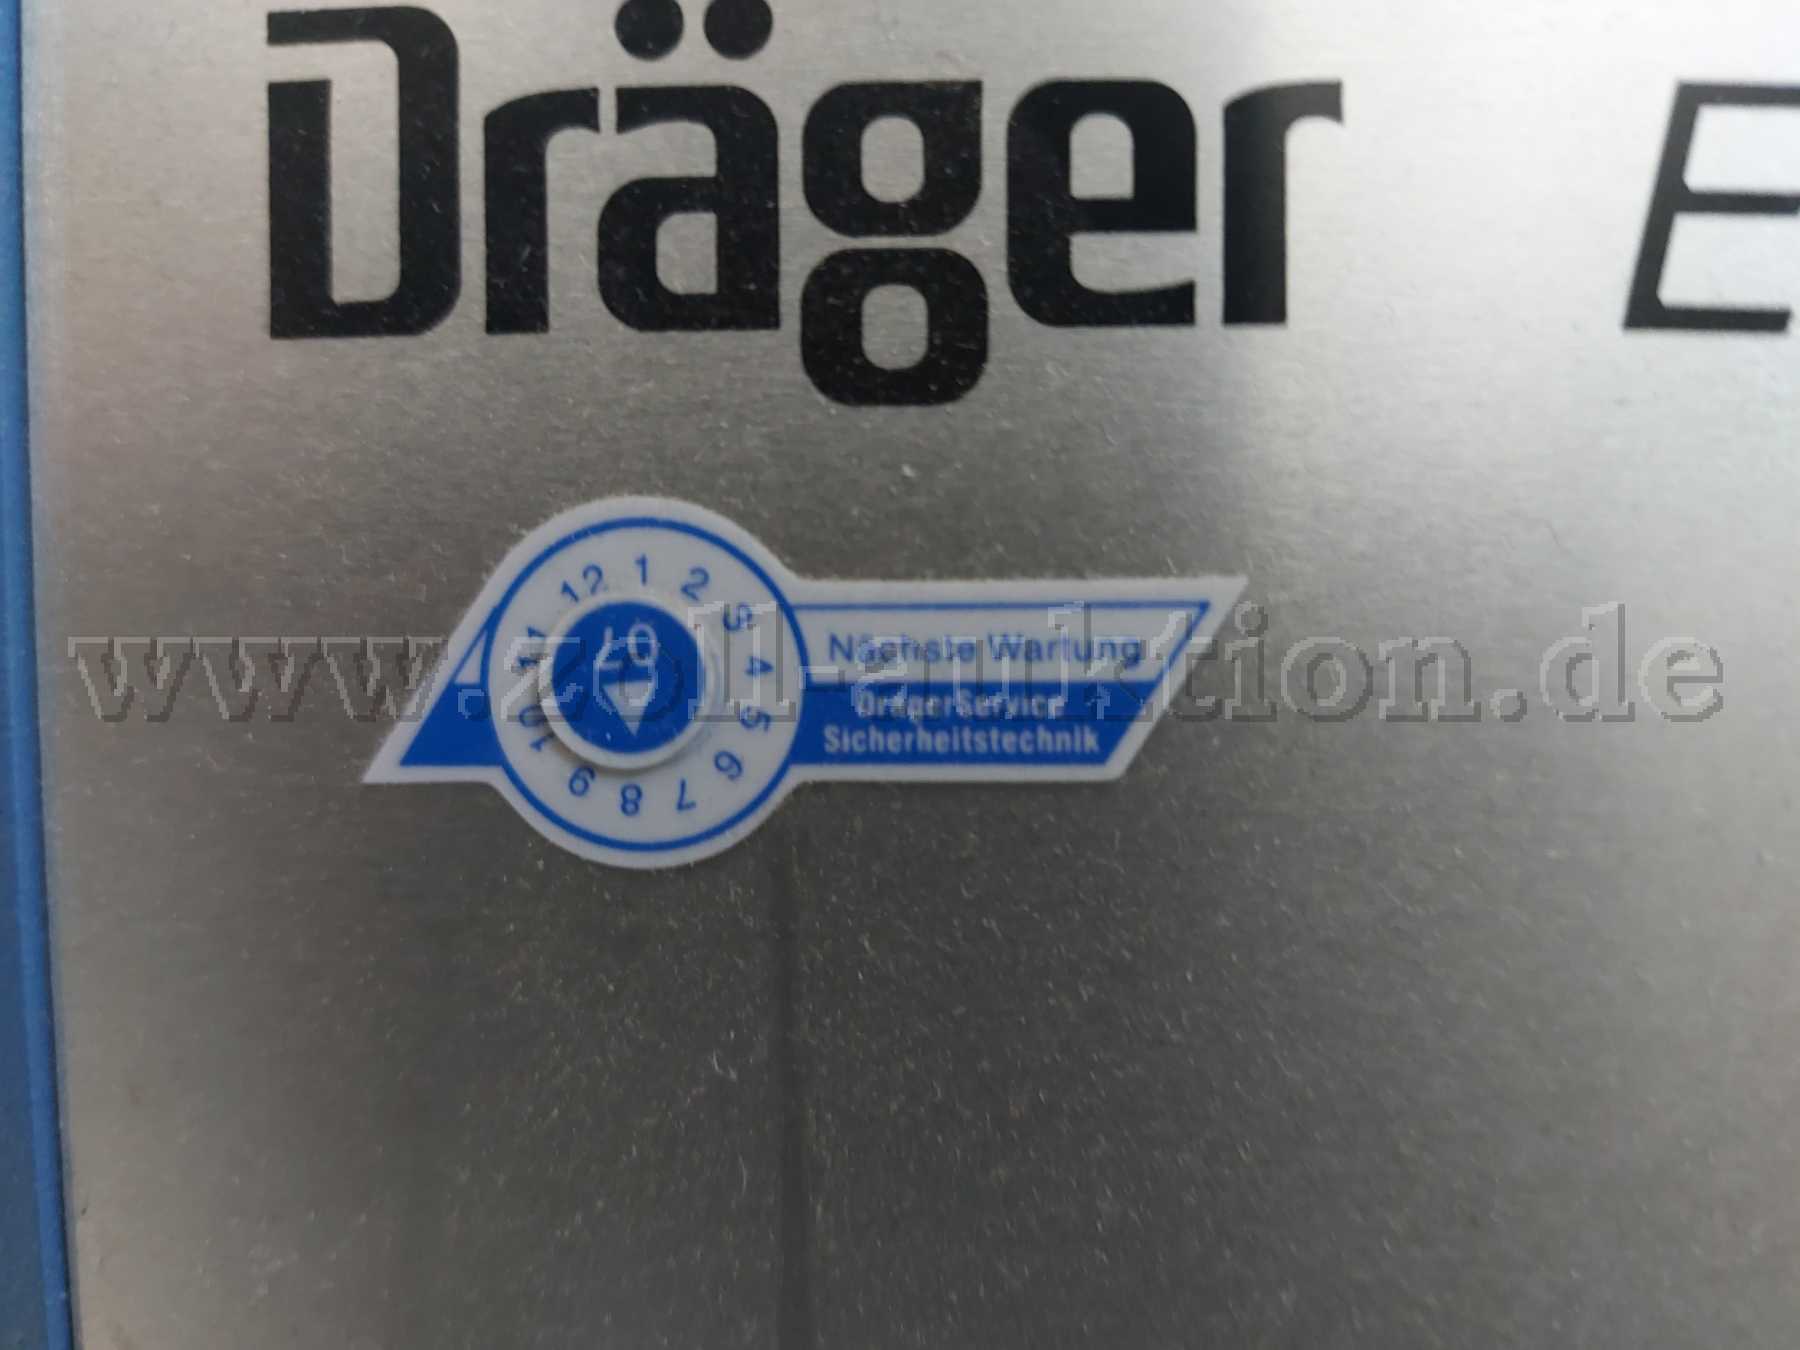 Dräger E
1 2 3 4 5 6 7 8 9 10 11 12
07
Nächste Wartung
DrägerService
Sicherheitstechnik
www.zoll-auktion.de